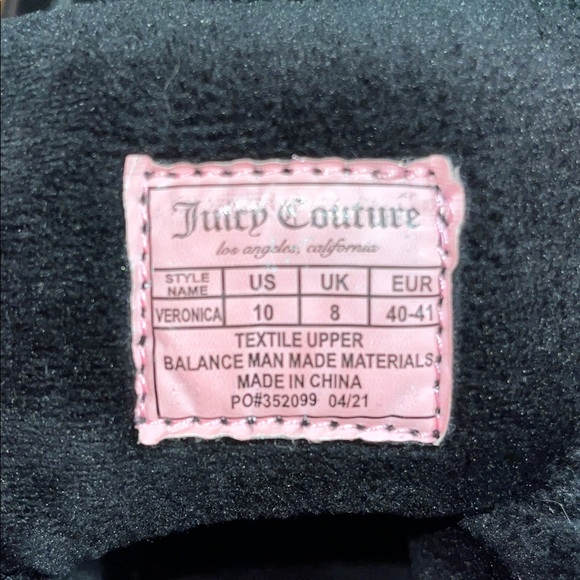 Juicy Couture
los angeles, california
STYLE NAME US UK EUR
VERONICA 10 8 40-41
TEXTILE UPPER
BALANCE MAN MADE MATERIALS
MADE IN CHINA
PO#352099 04/21